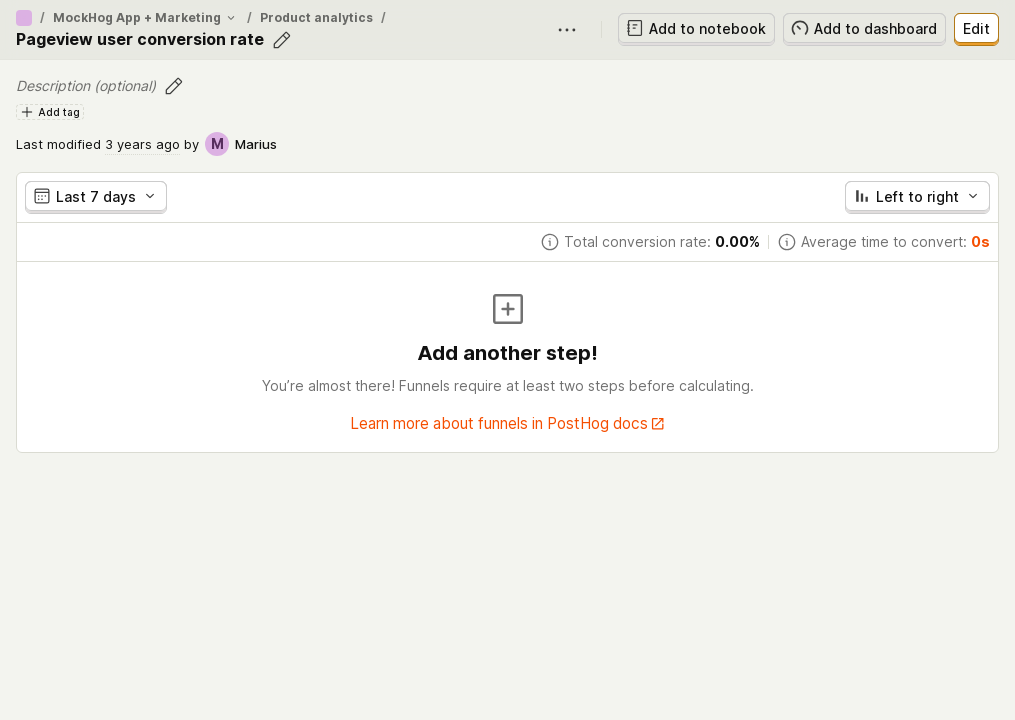 / MockHog App + Marketing / Product analytics /
Pageview user conversion rate
Add to notebook
Add to dashboard
Edit
Description (optional)
Add tag
Last modified 3 years ago by M Marius
Last 7 days
Left to right
Total conversion rate: 0.00%
Average time to convert: 0s
Add another step!
You’re almost there! Funnels require at least two steps before calculating.
Learn more about funnels in PostHog docs